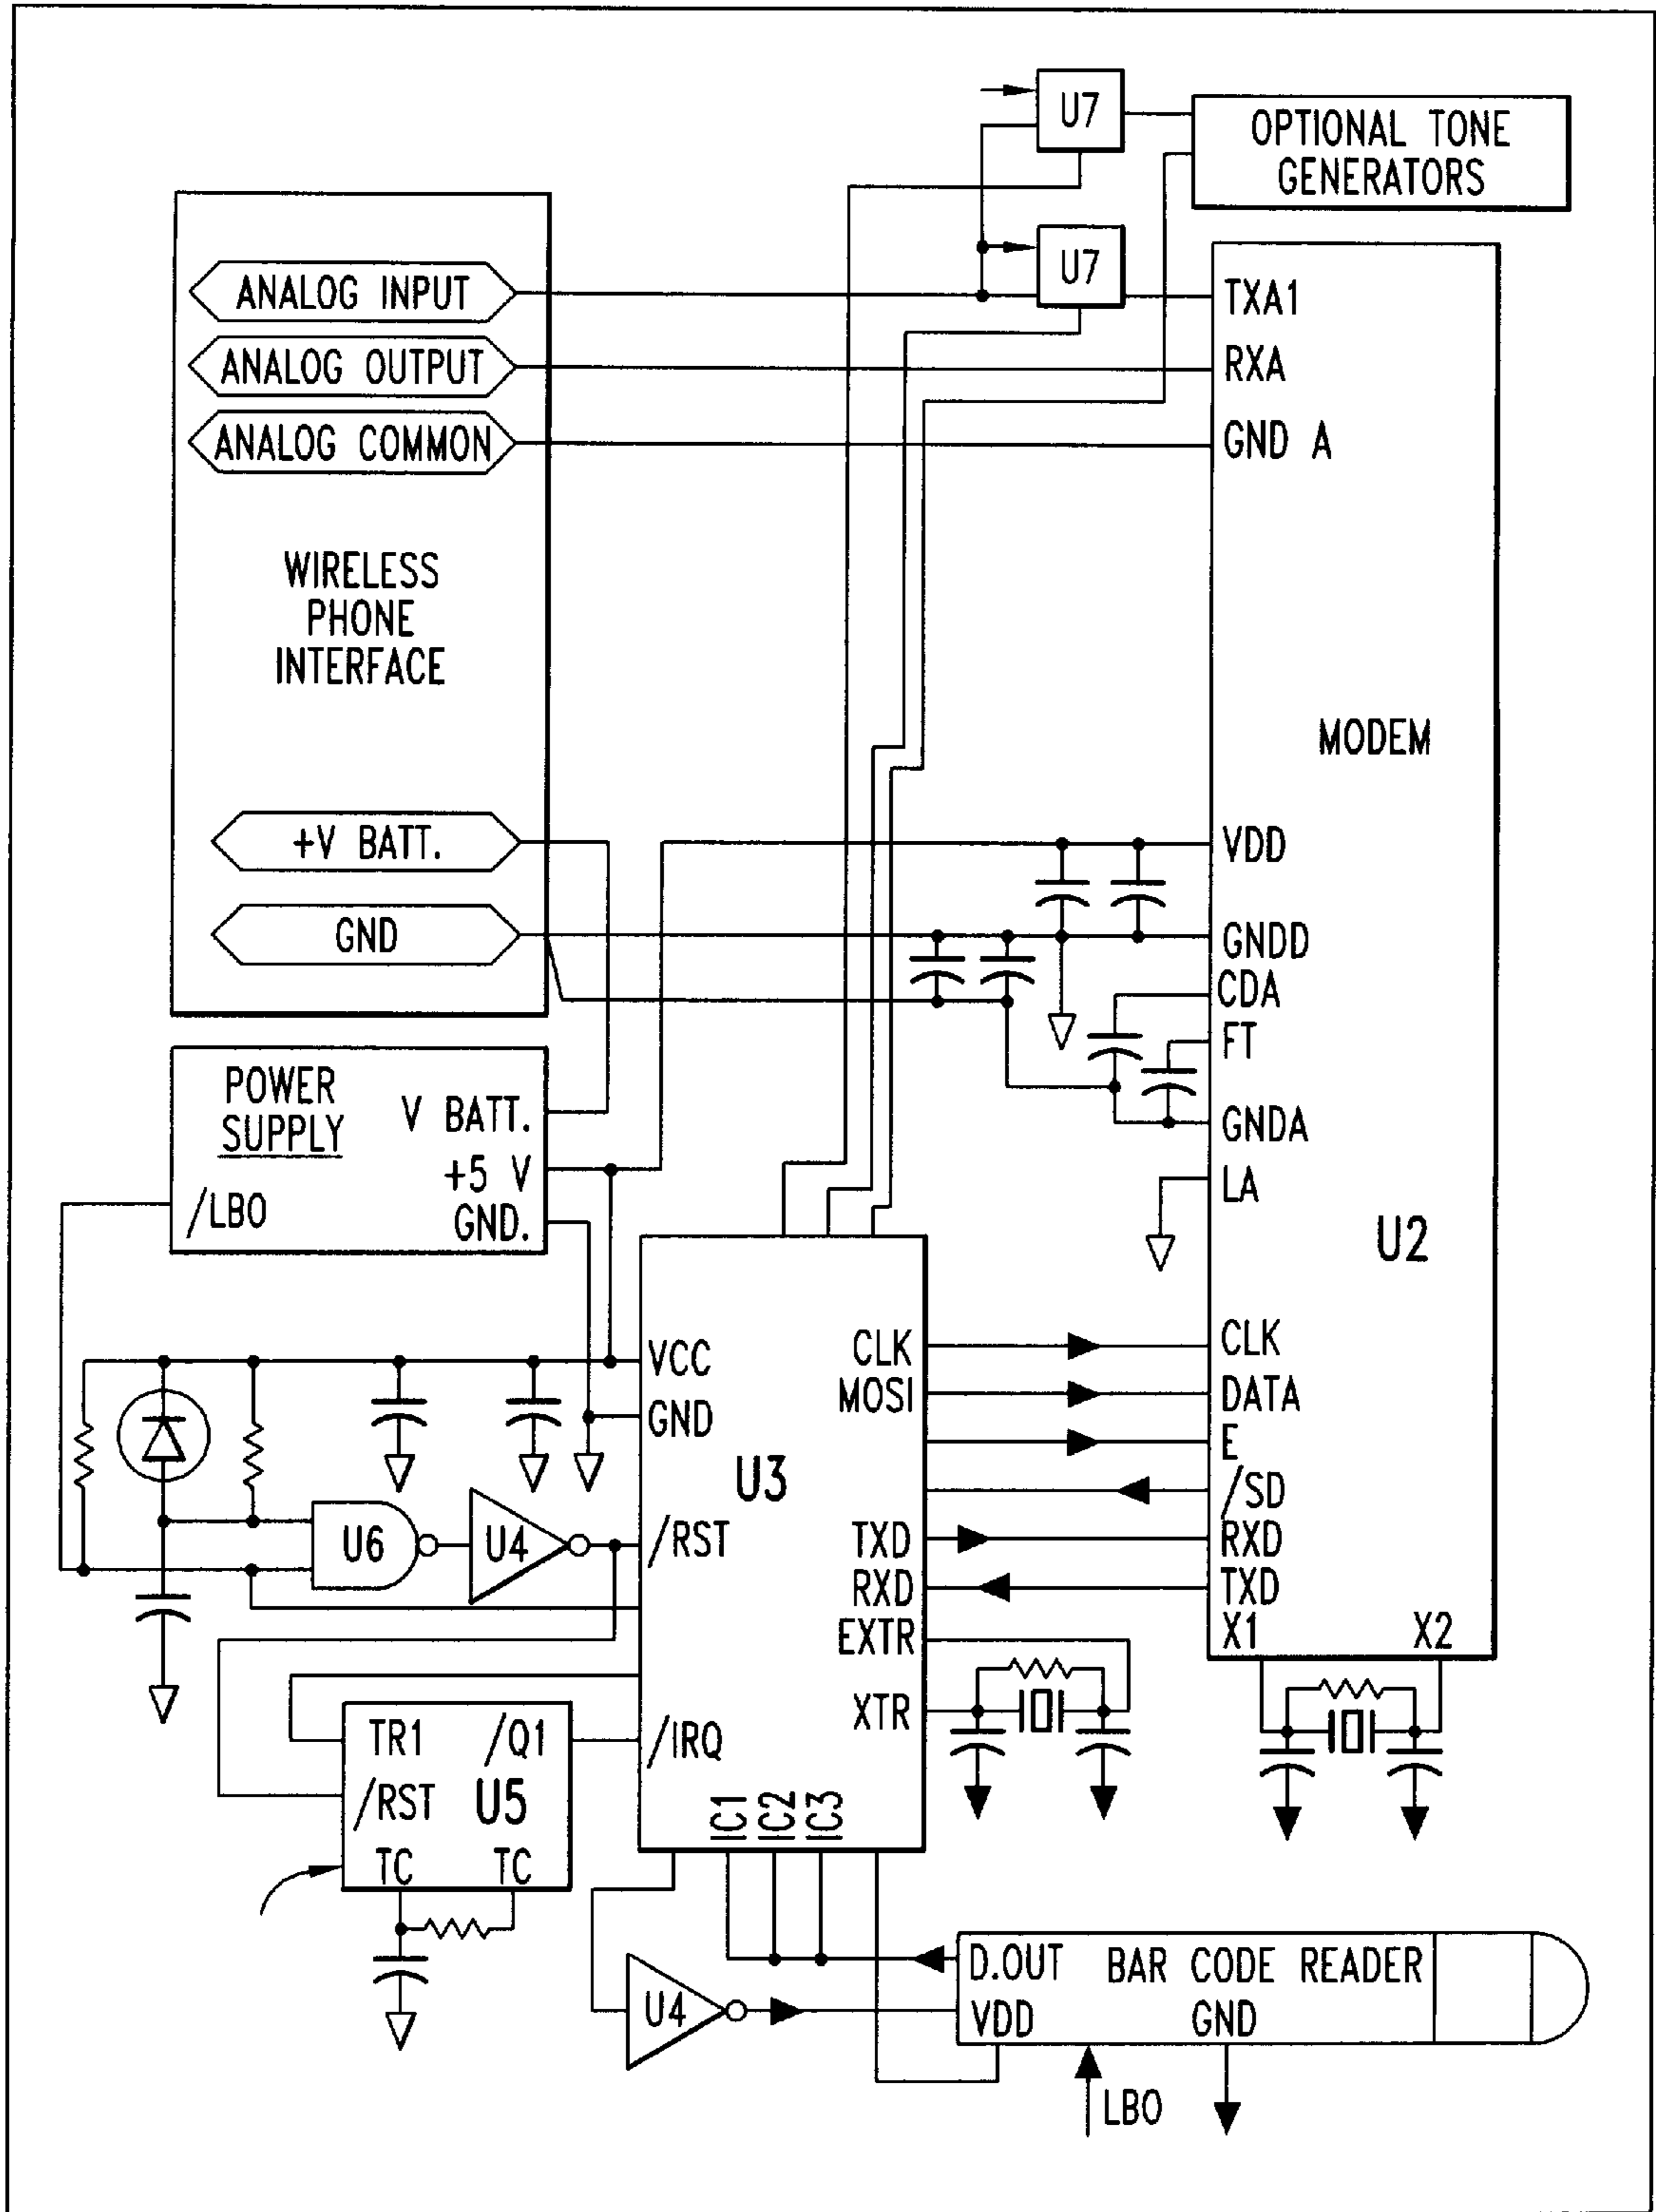 U7
OPTIONAL TONE
GENERATORS
U7
ANALOG INPUT
TXA1
ANALOG OUTPUT
RXA
ANALOG COMMON
GND A
WIRELESS
PHONE
INTERFACE
MODEM
+V BATT.
VDD
GND
GNDD
CDA
FT
POWER
SUPPLY
V BATT.
GNDA
+5 V
LA
/LBO
GND.
U2
VCC
CLK
CLK
MOSI
DATA
GND
E
U3
/SD
U6
U4
/RST
TXD
RXD
RXD
TXD
EXTR
X1
X2
XTR
TR1
/Q1
/IRQ
/RST
U5
IC1
IC2
IC3
TC
TC
D.OUT
BAR CODE READER
U4
VDD
GND
LBO